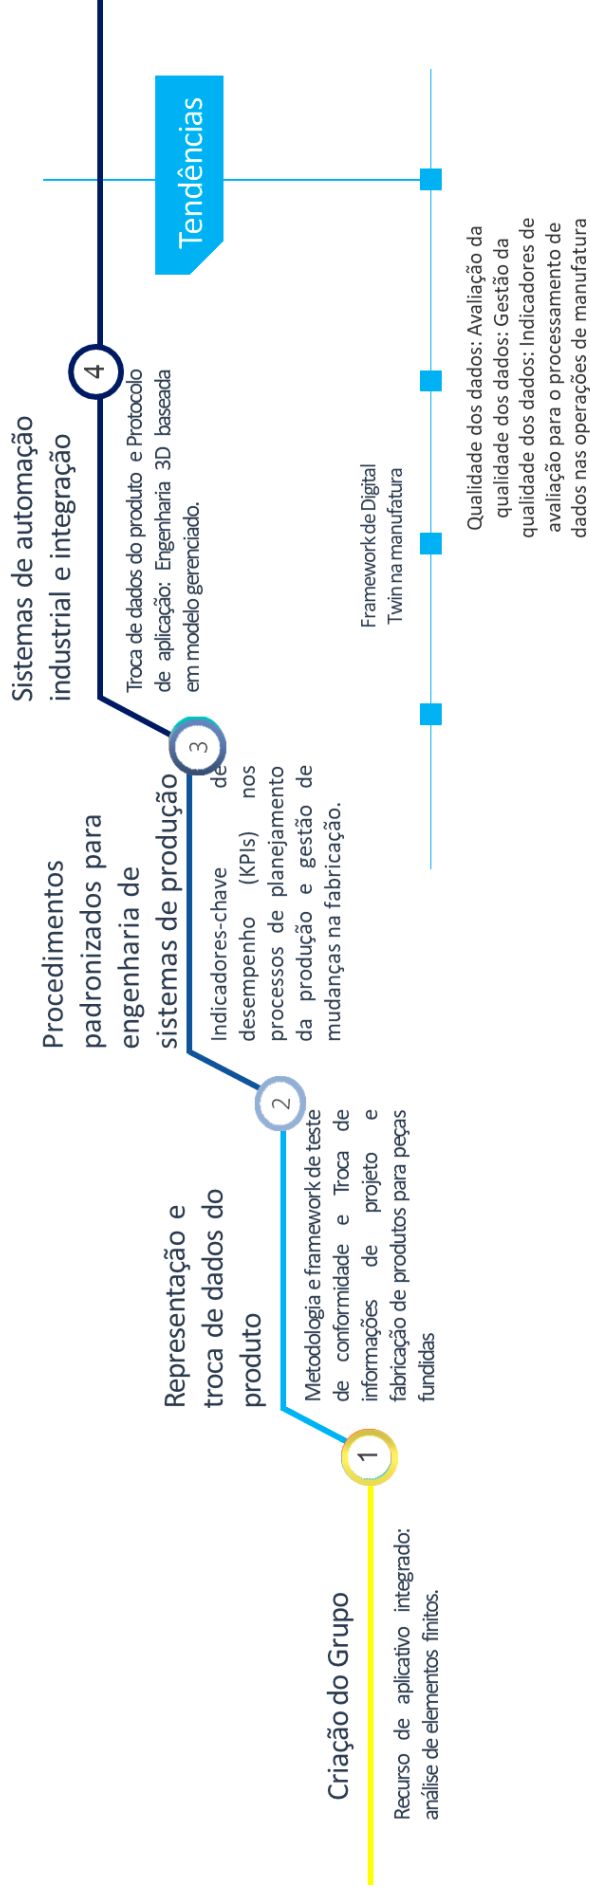 Criação do Grupo
Recurso de aplicativo integrado:
análise de elementos finitos.
1
Representação e
troca de dados do
produto
Metodologia e framework de teste
de conformidade e Troca de
informações de projeto e
fabricação de produtos para peças
fundidas
2
Procedimentos
padronizados para
engenharia de
sistemas de produção
Indicadores-chave de
desempenho (KPIs) nos
processos de planejamento
da produção e gestão de
mudanças na fabricação.
3
Sistemas de automação
industrial e integração
Troca de dados do produto e Protocolo
de aplicação: Engenharia 3D baseada
em modelo gerenciado.
4
Tendências
Framework de Digital
Twin na manufatura
Qualidade dos dados: Avaliação da
qualidade dos dados: Gestão da
qualidade dos dados: Indicadores de
avaliação para o processamento de
dados nas operações de manufatura